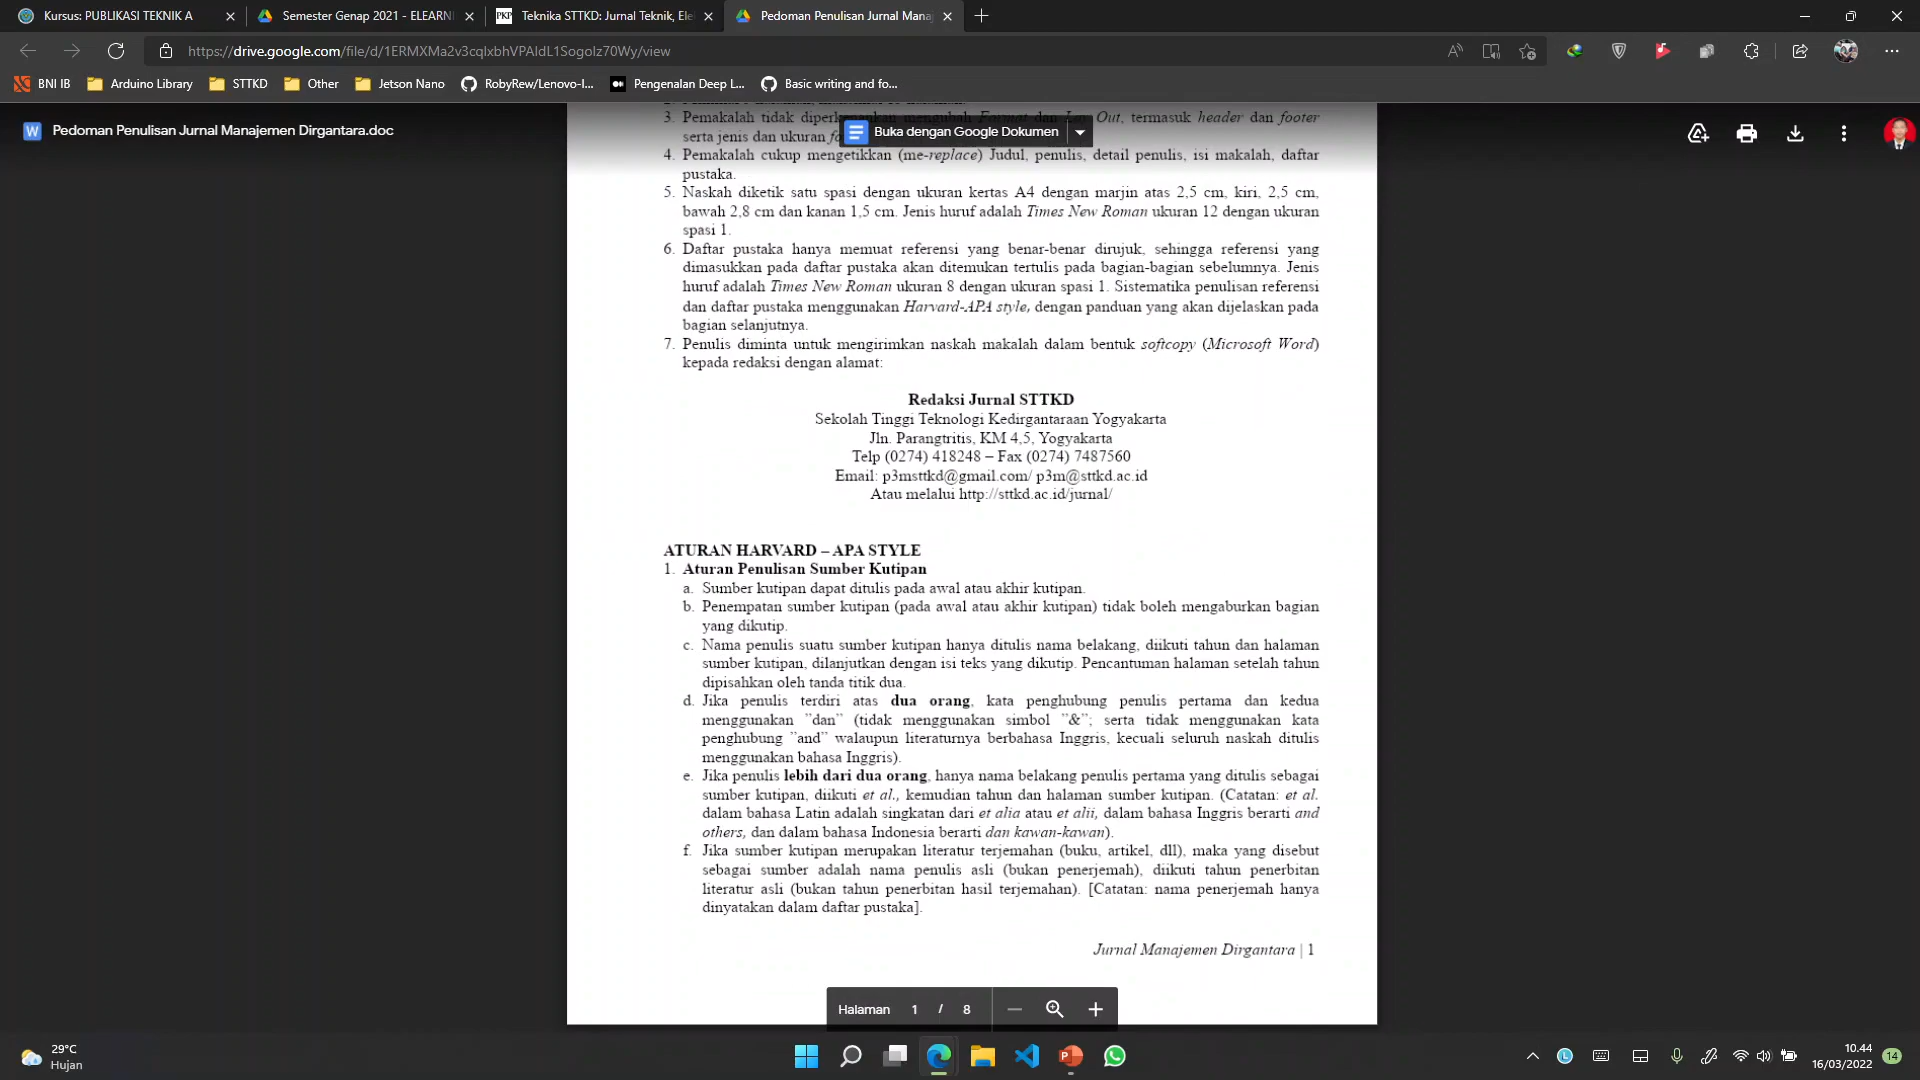 Kursus: PUBLIKASI TEKNIK A
Semester Genap 2021 - ELEARNI
PKP Teknika STTKD: Jurnal Teknik, Ele
Pedoman Penulisan Jurnal Mana
https://drive.google.com/file/d/1ERMXMa2v3cqlxbhVPAldL1Sogolz70Wy/view
BNI IB
Arduino Library
STTKD
Other
Jetson Nano
RobyRew/Lenovo-I...
Pengenalan Deep L...
Basic writing and fo...
W Pedoman Penulisan Jurnal Manajemen Dirgantara.doc
Buka dengan Google Dokumen
3. Pemakalah tidak diperkenankan mengubah Format dan Lay Out, termasuk header dan footer
serta jenis dan ukuran
4. Pemakalah cukup mengetikkan (me-replace) Judul, penulis, detail penulis, isi makalah, daftar
pustaka.
5. Naskah diketik satu spasi dengan ukuran kertas A4 dengan marjin atas 2,5 cm, kiri, 2,5 cm,
bawah 2,8 cm dan kanan 1,5 cm. Jenis huruf adalah Times New Roman ukuran 12 dengan ukuran
spasi 1.
6. Daftar pustaka hanya memuat referensi yang benar-benar dirujuk, sehingga referensi yang
dimasukkan pada daftar pustaka akan ditemukan tertulis pada bagian-bagian sebelumnya. Jenis
huruf adalah Times New Roman ukuran 8 dengan ukuran spasi 1. Sistematika penulisan referensi
dan daftar pustaka menggunakan Harvard-APA style, dengan panduan yang akan dijelaskan pada
bagian selanjutnya.
7. Penulis diminta untuk mengirimkan naskah makalah dalam bentuk softcopy (Microsoft Word)
kepada redaksi dengan alamat:
Redaksi Jurnal STTKD
Sekolah Tinggi Teknologi Kedirgantaraan Yogyakarta
Jln. Parangtritis, KM 4,5, Yogyakarta
Telp (0274) 418248 – Fax (0274) 7487560
Email: p3msttkd@gmail.com/ p3m@sttkd.ac.id
Atau melalui http://sttkd.ac.id/jurnal/
ATURAN HARVARD – APA STYLE
1. Aturan Penulisan Sumber Kutipan
a. Sumber kutipan dapat ditulis pada awal atau akhir kutipan.
b. Penempatan sumber kutipan (pada awal atau akhir kutipan) tidak boleh mengaburkan bagian
yang dikutip.
c. Nama penulis suatu sumber kutipan hanya ditulis nama belakang, diikuti tahun dan halaman
sumber kutipan, dilanjutkan dengan isi teks yang dikutip. Pencantuman halaman setelah tahun
dipisahkan oleh tanda titik dua.
d. Jika penulis terdiri atas dua orang, kata penghubung penulis pertama dan kedua
menggunakan ”dan” (tidak menggunakan simbol ”&”; serta tidak menggunakan kata
penghubung ”and” walaupun literaturnya berbahasa Inggris, kecuali seluruh naskah ditulis
menggunakan bahasa Inggris).
e. Jika penulis lebih dari dua orang, hanya nama belakang penulis pertama yang ditulis sebagai
sumber kutipan, diikuti et al., kemudian tahun dan halaman sumber kutipan. (Catatan: et al.
dalam bahasa Latin adalah singkatan dari et alia atau et alii, dalam bahasa Inggris berarti and
others, dan dalam bahasa Indonesia berarti dan kawan-kawan).
f. Jika sumber kutipan merupakan literatur terjemahan (buku, artikel, dll), maka yang disebut
sebagai sumber adalah nama penulis asli (bukan penerjemah), diikuti tahun penerbitan
literatur asli (bukan tahun penerbitan hasil terjemahan). [Catatan: nama penerjemah hanya
dinyatakan dalam daftar pustaka].
Jurnal Manajemen Dirgantara | 1
Halaman 1 / 8
29°C
Hujan
10.44
16/03/2022
14